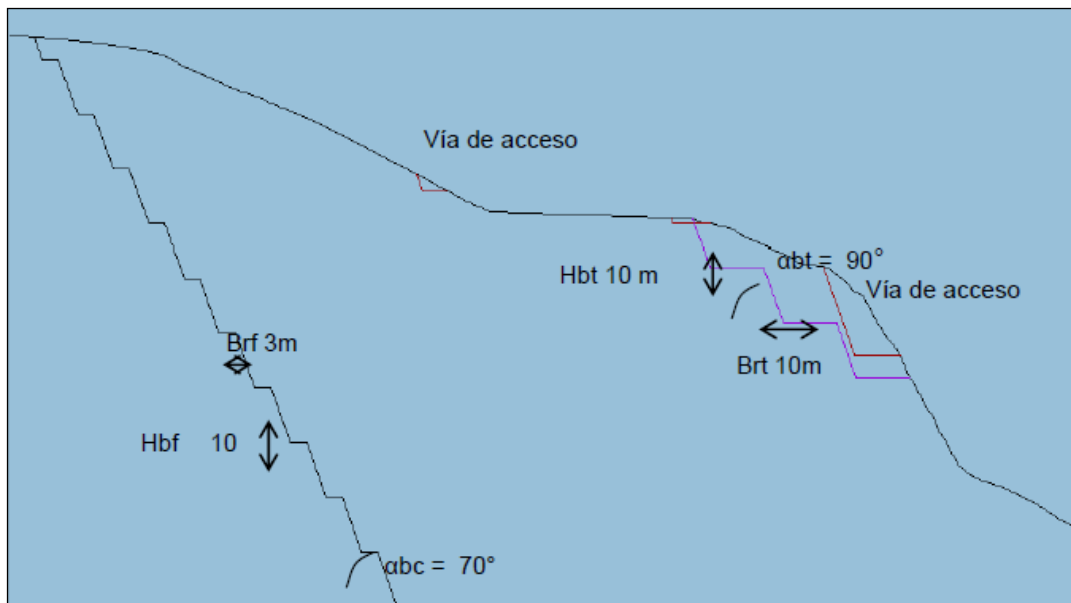 Vía de acceso
Hbt 10 m
αbt = 90°
Vía de acceso
Brf 3m
Brt 10m
Hbf 10
αbc = 70°